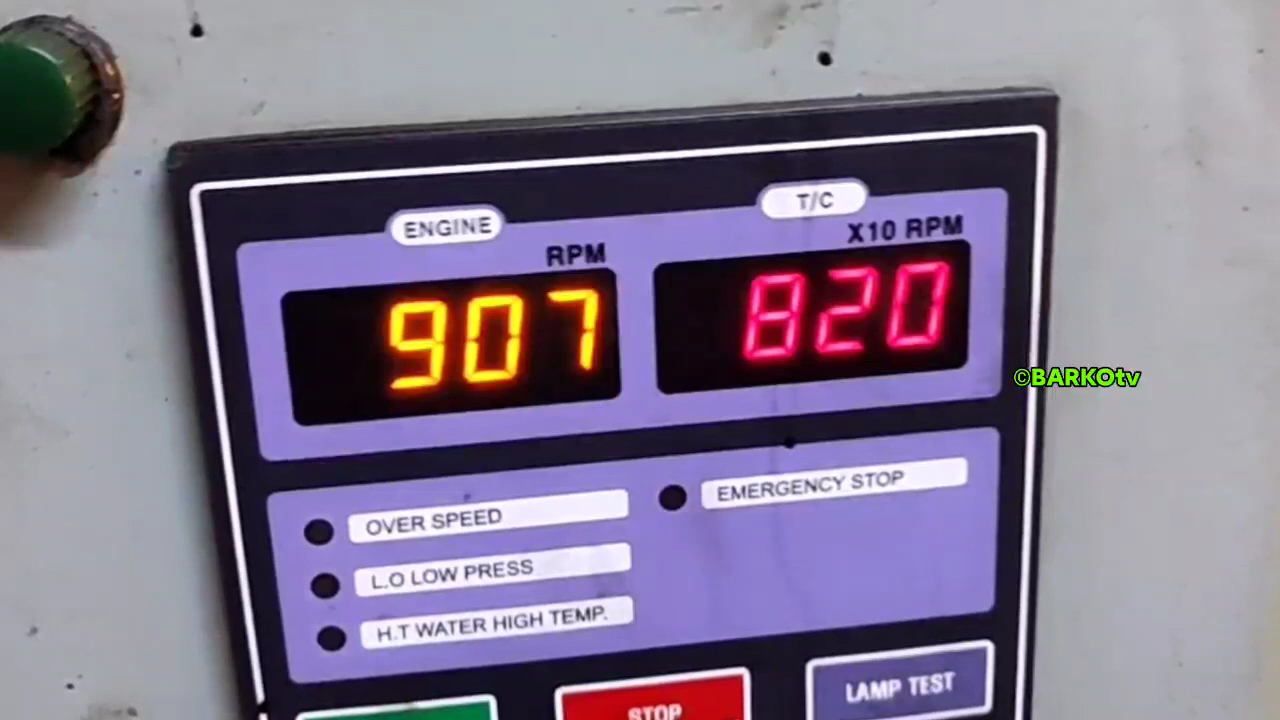 ENGINE
RPM
907
T/C
X10 RPM
820
©BARKOtv
OVER SPEED
L.O LOW PRESS
H.T WATER HIGH TEMP.
EMERGENCY STOP
STOP
LAMP TEST